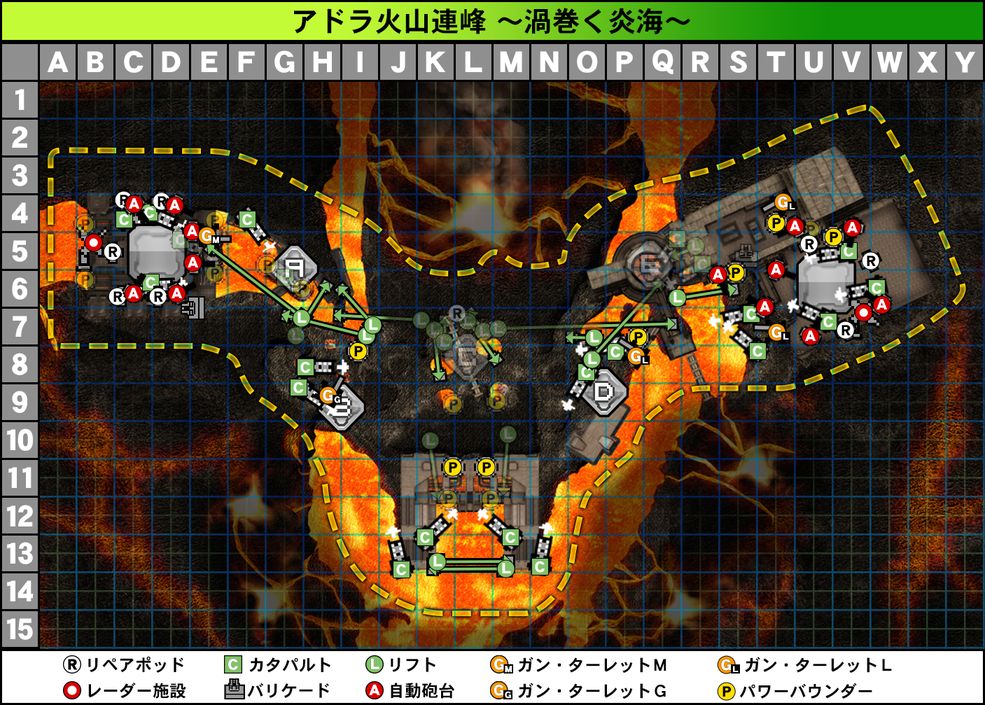 アドラ火山連峰 ～渦巻く炎海～
A B C D E F G H I J K L M N O P Q R S T U V W X Y
1
2
3
4
5
6
7
8
9
10
11
12
13
14
15
A
E
D
R リペアポッド C カタパルト L リフト GM ガン・ターレットM GL ガン・ターレットL
レーダー施設 バリケード A 自動砲台 GG ガン・ターレットG P パワーバウンダー